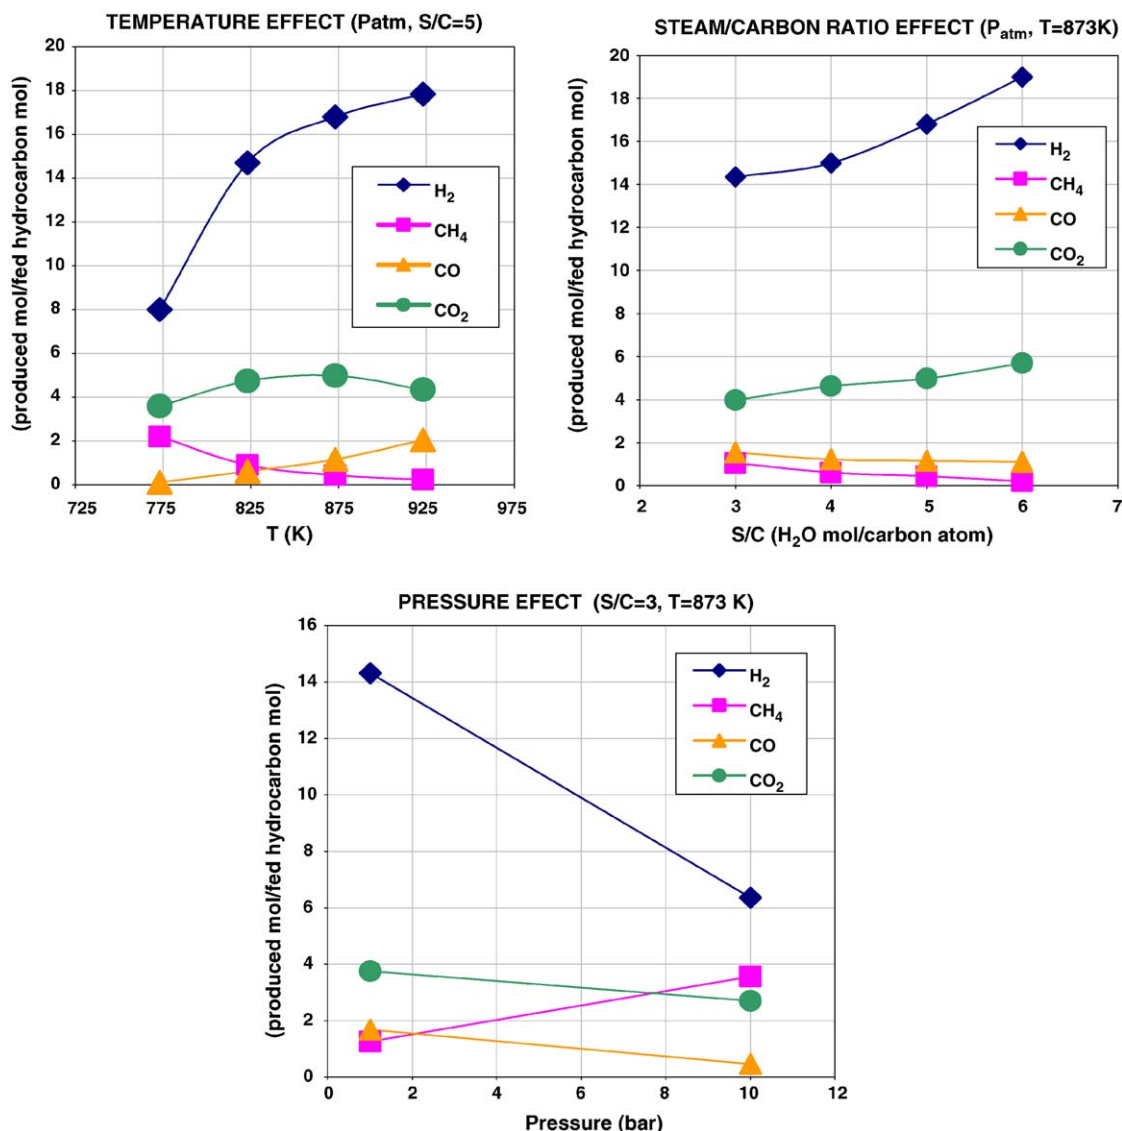 TEMPERATURE EFFECT (Patm, S/C=5)
(produced mol/fed hydrocarbon mol)
20
18
16
14
12
10
8
6
4
2
0
725
775
825
875
925
975
T (K)
H2
CH4
CO
CO2
STEAM/CARBON RATIO EFFECT (Patm, T=873K)
(produced mol/fed hydrocarbon mol)
20
18
16
14
12
10
8
6
4
2
0
2
3
4
5
6
7
S/C (H2O mol/carbon atom)
H2
CH4
CO
CO2
PRESSURE EFECT (S/C=3, T=873 K)
(produced mol/fed hydrocarbon mol)
16
14
12
10
8
6
4
2
0
0
2
4
6
8
10
12
Pressure (bar)
H2
CH4
CO
CO2